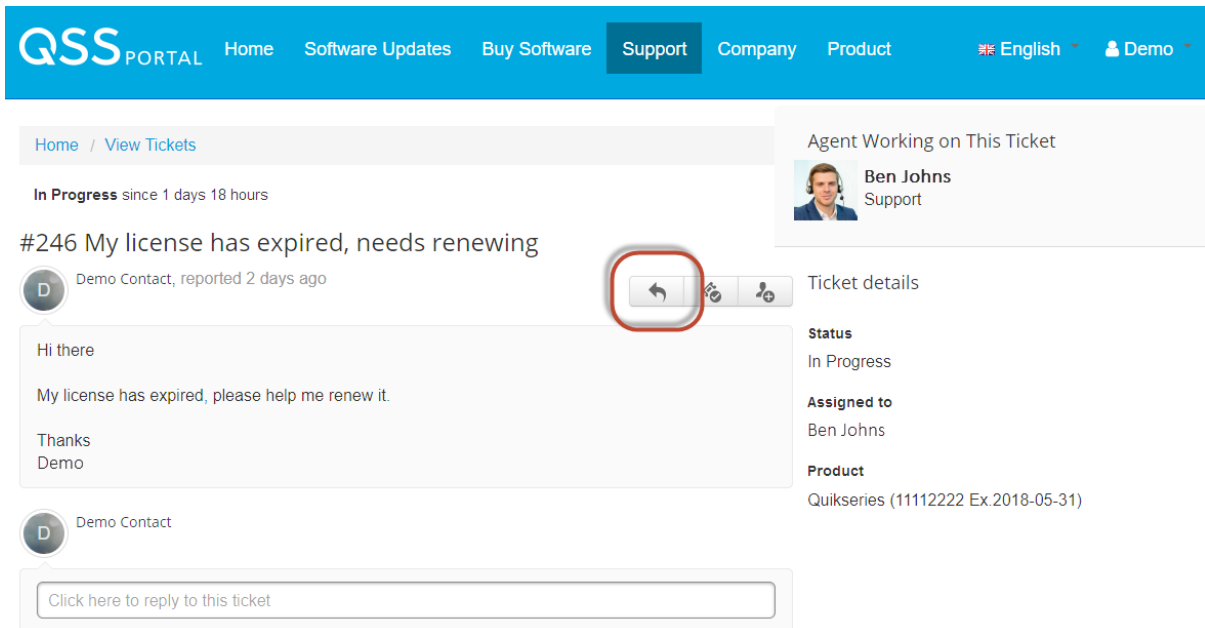 QSS PORTAL Home Software Updates Buy Software Support Company Product English Demo
Home / View Tickets
In Progress since 1 days 18 hours
#246 My license has expired, needs renewing
D
Demo Contact, reported 2 days ago
Hi there
My license has expired, please help me renew it.
Thanks
Demo
D
Demo Contact
Click here to reply to this ticket
Agent Working on This Ticket
Ben Johns
Support
Ticket details
Status
In Progress
Assigned to
Ben Johns
Product
Quikseries (11112222 Ex.2018-05-31)